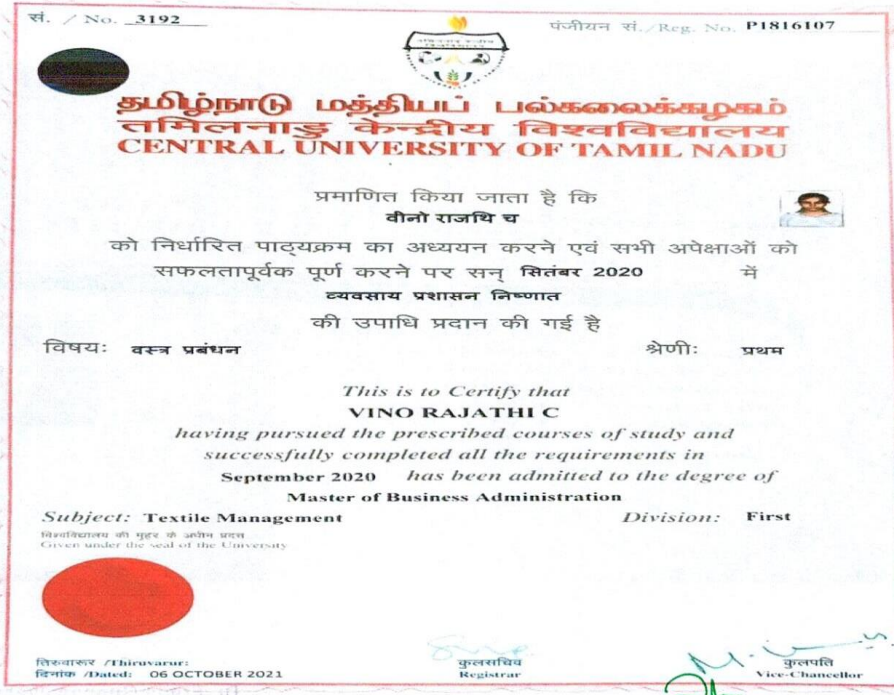 सं. / No. 3192
पंजीयन सं./Reg. No. P1816107
தமிழ்நாடு மத்தியப் பல்கலைக்கழகம்
तमिलनाडु केन्द्रीय विश्वविद्यालय
CENTRAL UNIVERSITY OF TAMIL NADU
प्रमाणित किया जाता है कि
वीनो राजथि च
को निर्धारित पाठ्यक्रम का अध्ययन करने एवं सभी अपेक्षाओं को
सफलतापूर्वक पूर्ण करने पर सन् सितंबर 2020 में
व्यवसाय प्रशासन निष्णात
की उपाधि प्रदान की गई है
विषयः वस्त्र प्रबंधन श्रेणीः प्रथम
This is to Certify that
VINO RAJATHI C
having pursued the prescribed courses of study and
successfully completed all the requirements in
September 2020 has been admitted to the degree of
Master of Business Administration
Subject: Textile Management Division: First
विश्वविद्यालय की मुहर के अधीन प्रदत्त
Given under the seal of the University
तिरुवारूर /Thiruvarur:
दिनांक /Dated: 06 OCTOBER 2021
कुलसचिव
Registrar
कुलपति
Vice-Chancellor